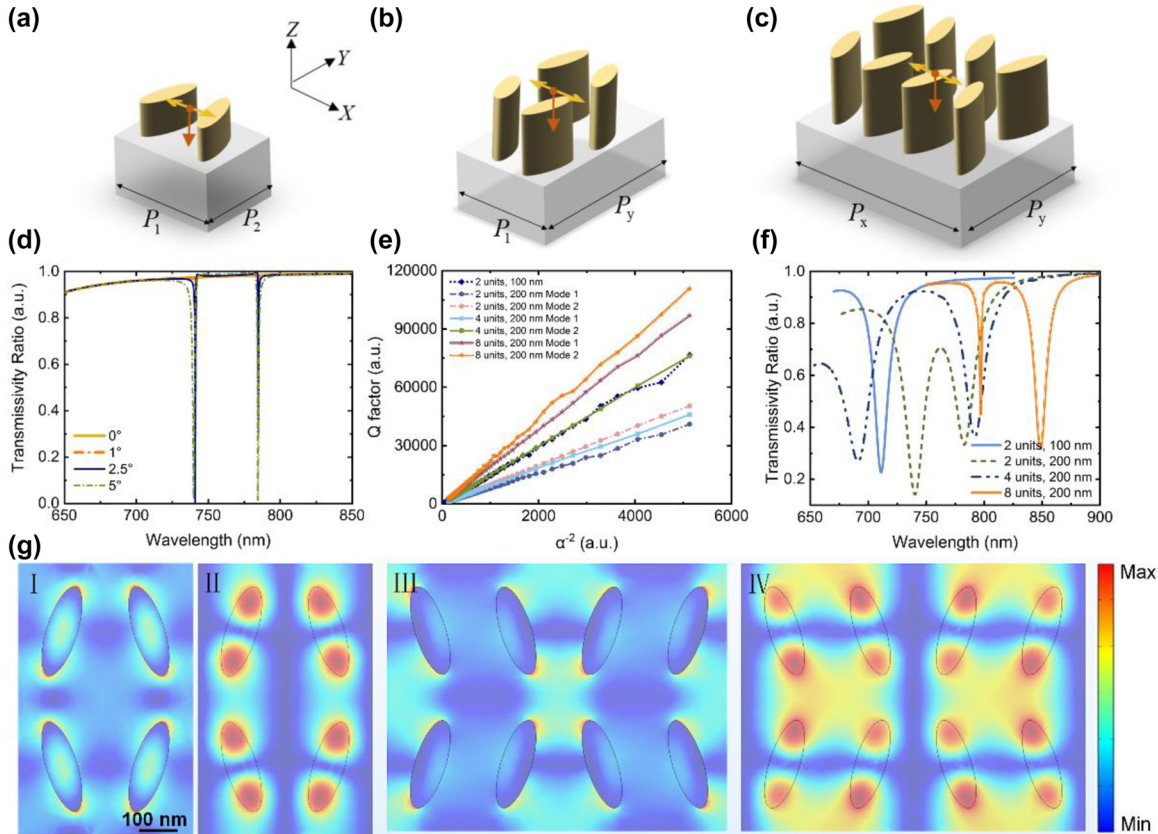 (a)
(b)
(c)
Z
Y
X
P1
P2
P1
Py
Px
Py
(d)
(e)
(f)
Transmissivity Ratio (a.u.)
1.0
0.8
0.6
0.4
0.2
0.0
0°
1°
2.5°
5°
650
700
750
800
850
Wavelength (nm)
Q factor (a.u.)
120000
90000
60000
30000
0
2 units, 100 nm
2 units, 200 nm Mode 1
2 units, 200 nm Mode 2
4 units, 200 nm Mode 1
4 units, 200 nm Mode 2
8 units, 200 nm Mode 1
8 units, 200 nm Mode 2
0
2000
4000
6000
α⁻² (a.u.)
Transmissivity Ratio (a.u.)
1.0
0.8
0.6
0.4
0.2
2 units, 100 nm
2 units, 200 nm
4 units, 200 nm
8 units, 200 nm
650
700
750
800
850
900
Wavelength (nm)
(g)
I
II
III
IV
100 nm
Max
Min